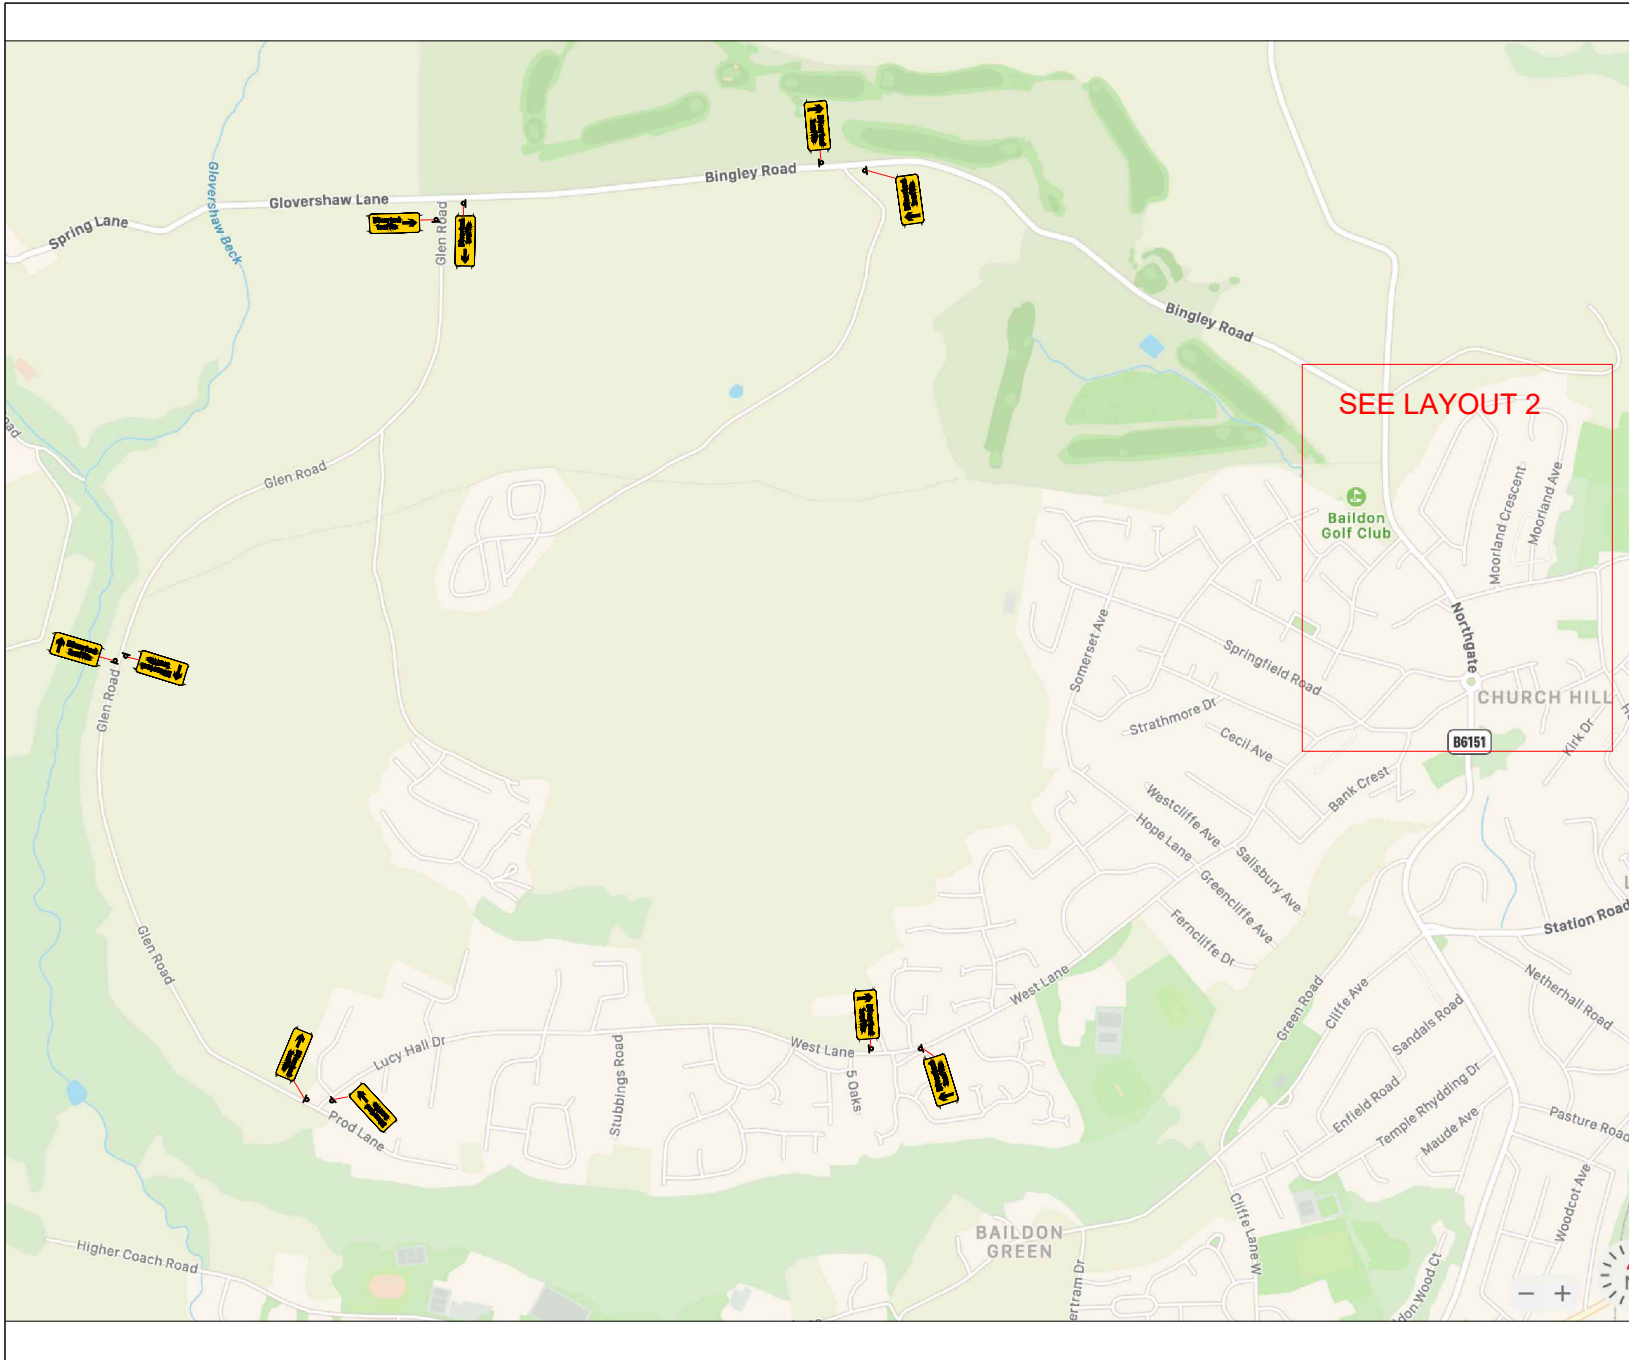 Bingley Road
Glovershaw Lane
Spring Lane
Glovershaw Beck
Glen Road
Bingley Road
SEE LAYOUT 2
Glen Road
Baildon
Golf Club
Moorland Crescent
Moorland Ave
Northgate
Somerset Ave
Springfield Road
CHURCH HILL
Glen Road
Strathmore Dr
Cecil Ave
B6151
Kirk Dr
Bank Crest
Westcliffe Ave
Hope Lane
Salisbury Ave
Greencliffe Ave
Ferncliffe Dr
Station Road
Glen Road
West Lane
Green Road
Cliffe Ave
Netherhall Road
Sandals Road
Lucy Hall Dr
West Lane
5 Oaks
Stubbings Road
Prod Lane
Enfield Road
Temple Rhydding Dr
Maude Ave
Pasture Road
Woodcot Ave
Cliffe Lane W
BAILDON
GREEN
Higher Coach Road
ertram Dr
don Wood Ct